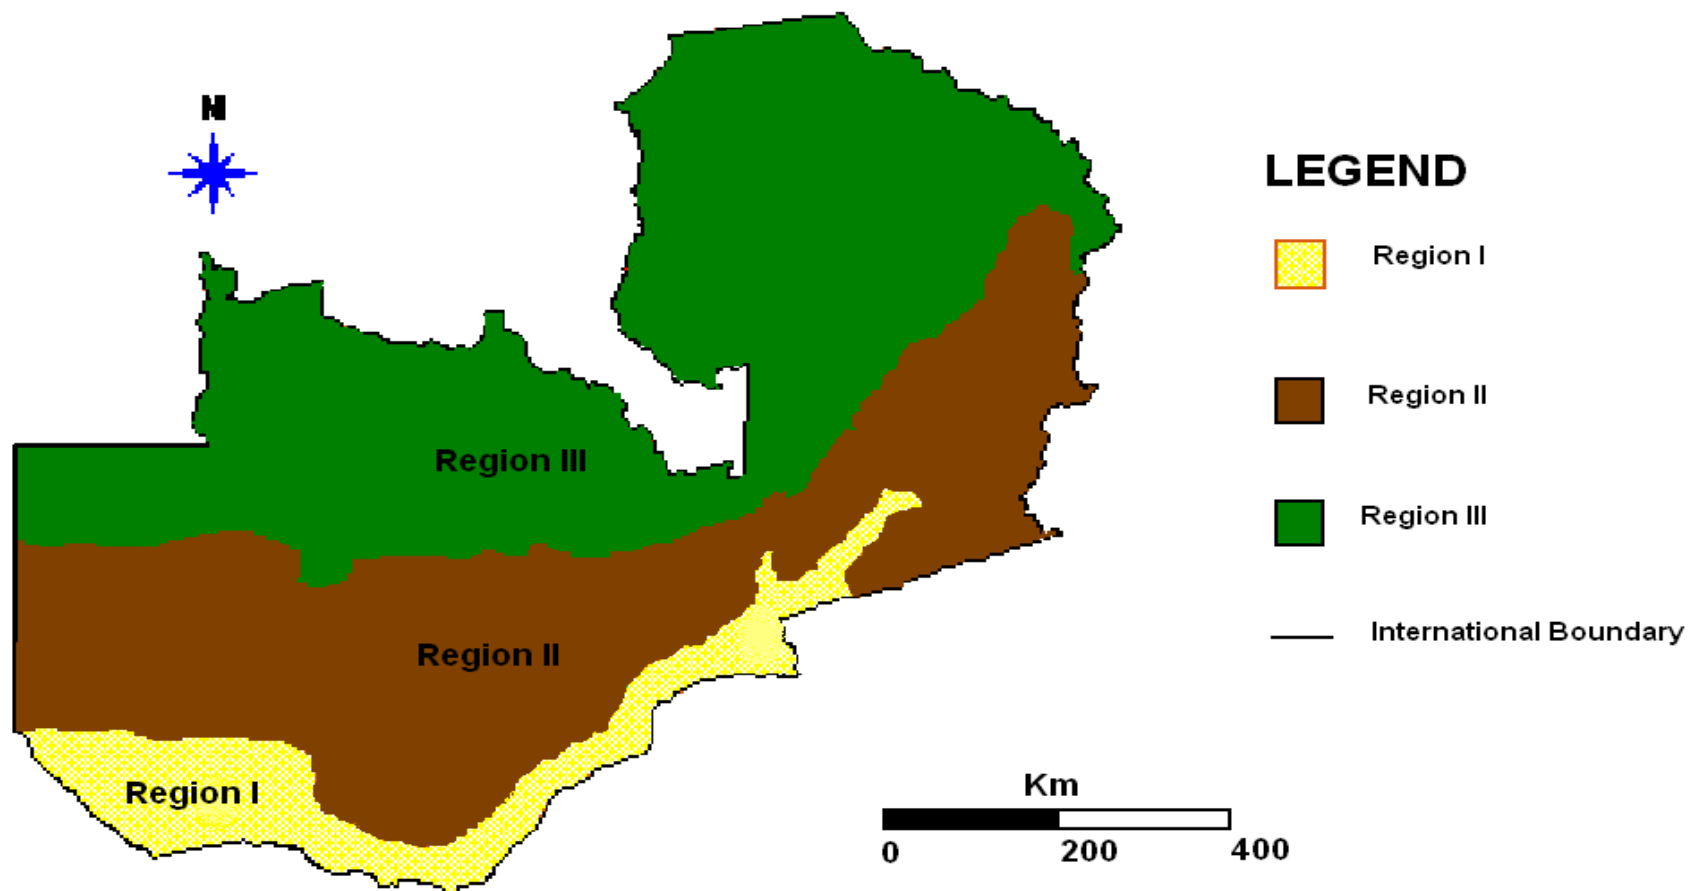 N
LEGEND
Region I
Region II
Region III
International Boundary
Region III
Region II
Region I
Km
0 200 400